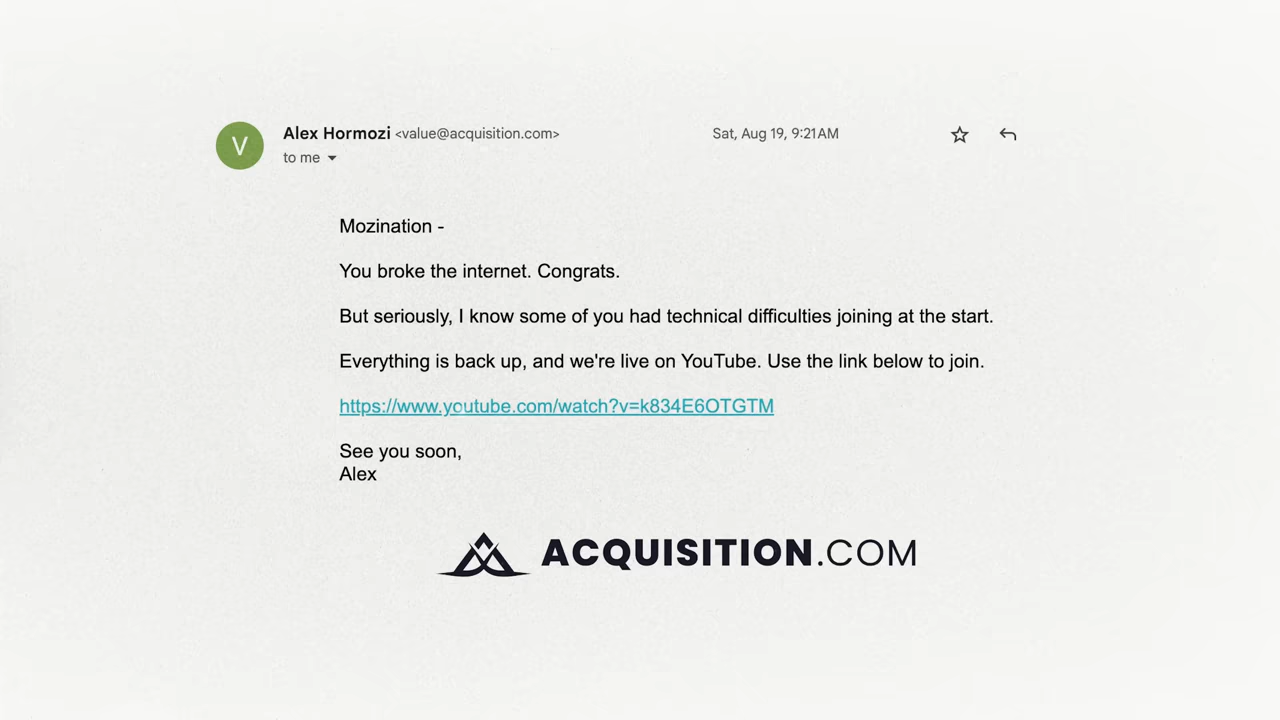 V
Alex Hormozi <value@acquisition.com>
Sat, Aug 19, 9:21AM
to me
Mozination -
You broke the internet. Congrats.
But seriously, I know some of you had technical difficulties joining at the start.
Everything is back up, and we're live on YouTube. Use the link below to join.
https://www.youtube.com/watch?v=k834E6OTGTM
See you soon,
Alex
ACQUISITION.COM